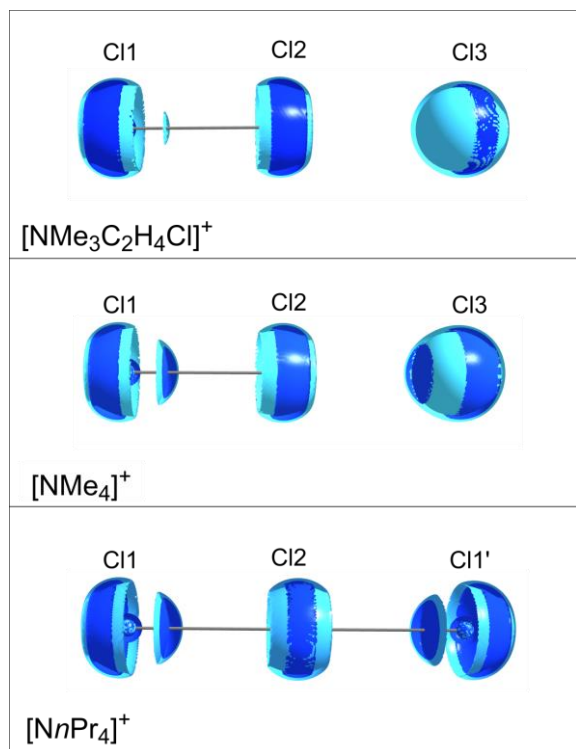 Cl1 Cl2 Cl3
[NMe₃C₂H₄Cl]⁺
Cl1 Cl2 Cl3
[NMe₄]⁺
Cl1 Cl2 Cl1'
[NnPr₄]⁺